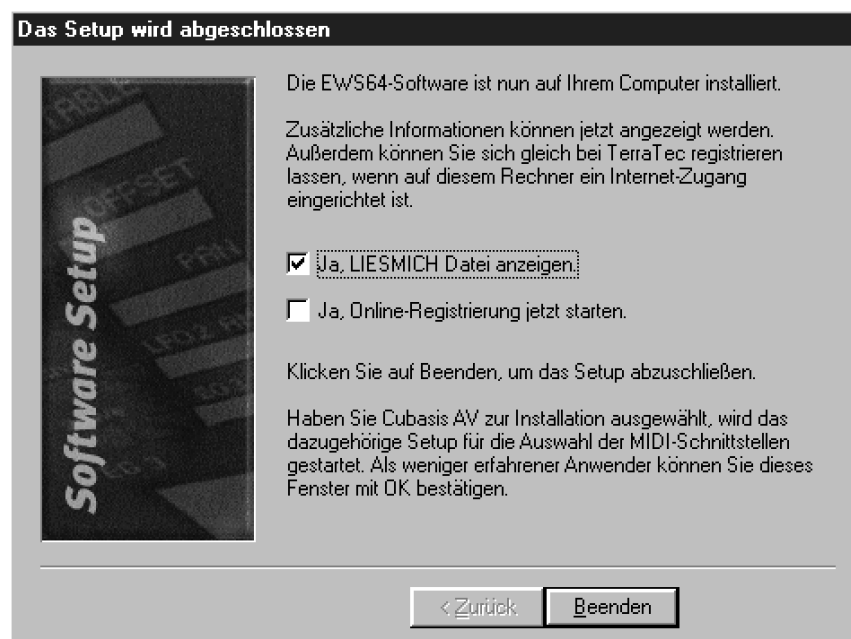 Das Setup wird abgeschlossen
Die EWS64-Software ist nun auf Ihrem Computer installiert.
Zusätzliche Informationen können jetzt angezeigt werden.
Außerdem können Sie sich gleich bei TerraTec registrieren
lassen, wenn auf diesem Rechner ein Internet-Zugang
eingerichtet ist.
Ja, LIESMICH Datei anzeigen.
Ja, Online-Registrierung jetzt starten.
Klicken Sie auf Beenden, um das Setup abzuschließen.
Haben Sie Cubasis AV zur Installation ausgewählt, wird das
dazugehörige Setup für die Auswahl der MIDI-Schnittstellen
gestartet. Als weniger erfahrener Anwender können Sie dieses
Fenster mit OK bestätigen.
Software Setup
OFFSET
PAN
< Zurück
Beenden